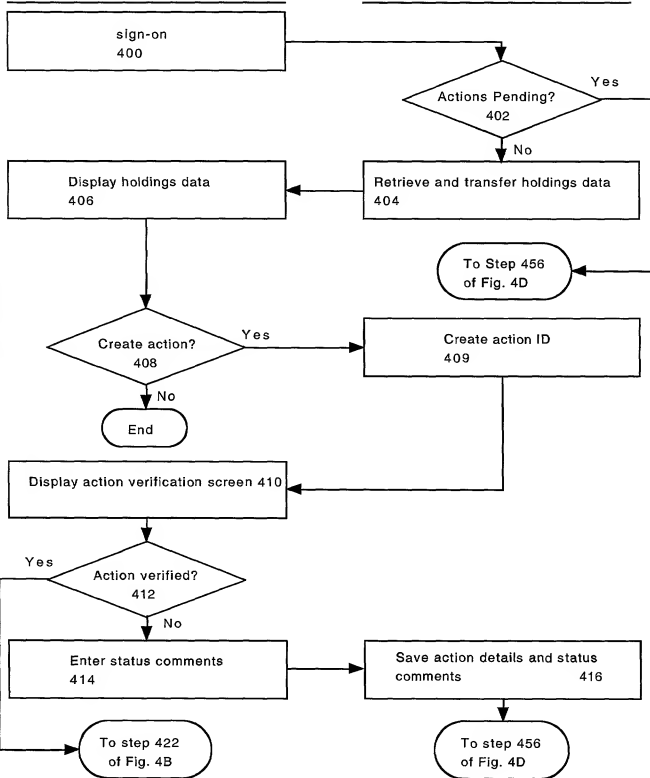 sign-on
400
Actions Pending?
402
Yes
No
Display holdings data
406
Retrieve and transfer holdings data
404
To Step 456
of Fig. 4D
Create action?
408
Yes
No
Create action ID
409
End
Display action verification screen 410
Yes
Action verified?
412
No
Enter status comments
414
Save action details and status
comments 416
To step 422
of Fig. 4B
To step 456
of Fig. 4D